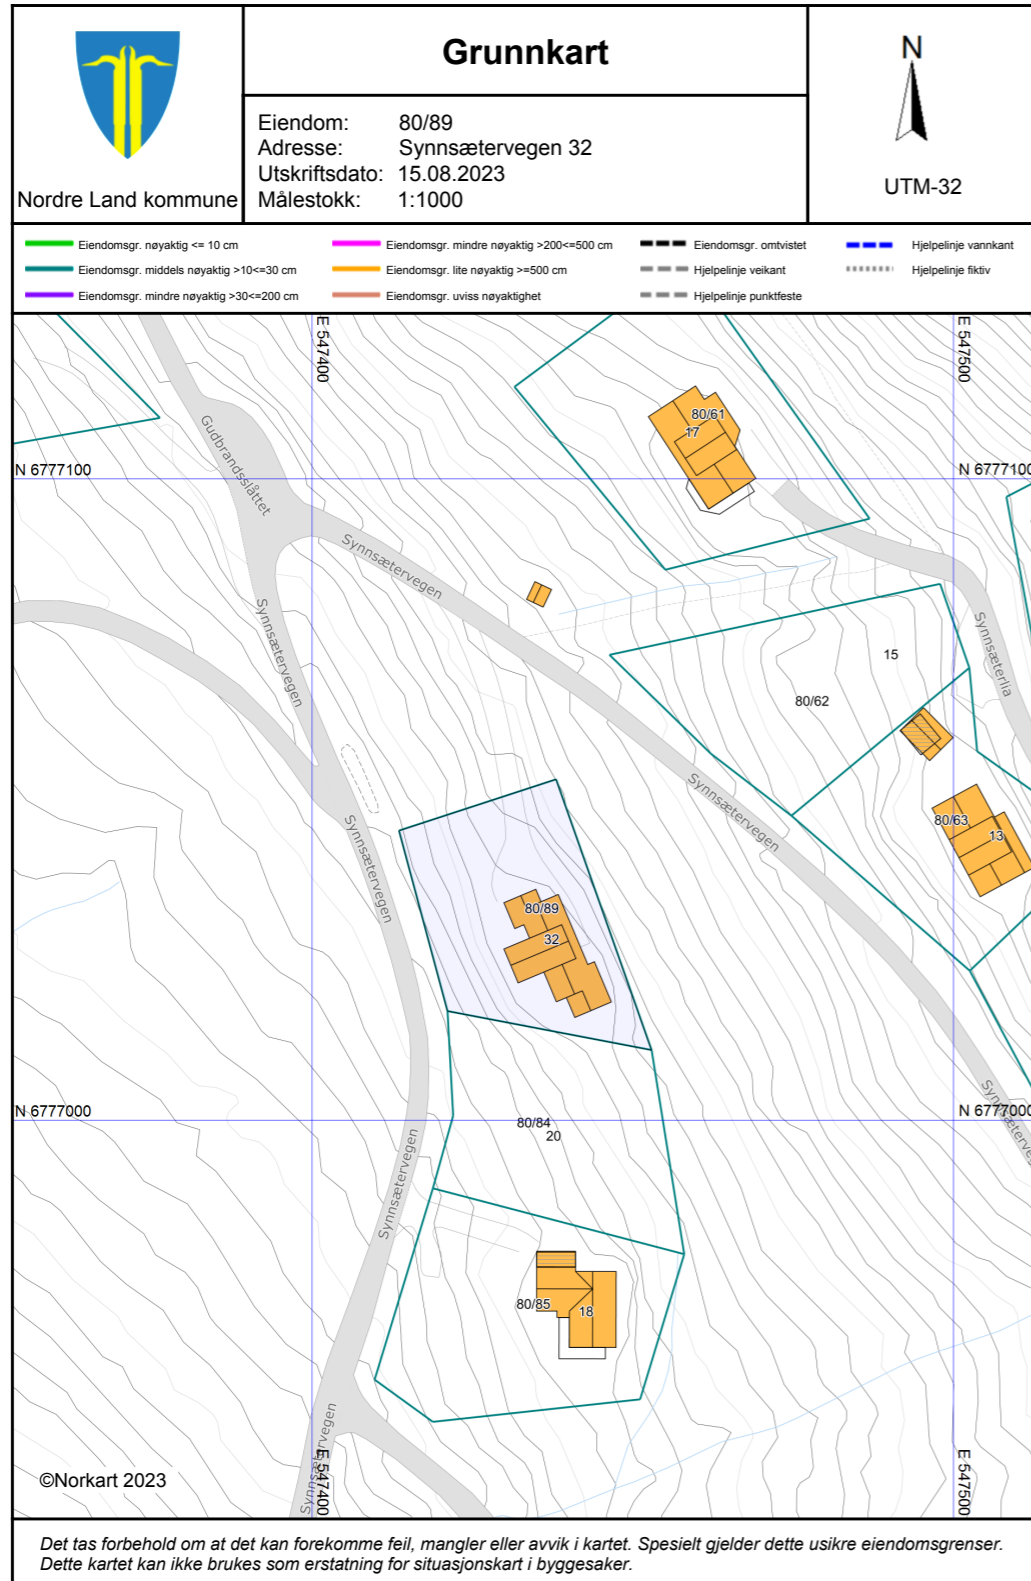 Grunnkart
Nordre Land kommune
Eiendom: 80/89
Adresse: Synnsætervegen 32
Utskriftsdato: 15.08.2023
Målestokk: 1:1000
N
UTM-32
Eiendomsgr. nøyaktig <= 10 cm
Eiendomsgr. middels nøyaktig >10<=30 cm
Eiendomsgr. mindre nøyaktig >30<=200 cm
Eiendomsgr. mindre nøyaktig >200<=500 cm
Eiendomsgr. lite nøyaktig >=500 cm
Eiendomsgr. uviss nøyaktighet
Eiendomsgr. omtvistet
Hjelpelinje veikant
Hjelpelinje punktfeste
Hjelpelinje vannkant
Hjelpelinje fiktiv
E 547400
E 547500
80/61
17
Gudbrandsslåttet
N 6777100
N 6777100
Synnsætervegen
Synnsætervegen
Synnsæterlia
15
80/62
Synnsætervegen
80/63
13
Synnsætervegen
80/89
32
Synnsætervegen
N 6777000
N 6777000
80/84
20
Synnsætervegen
80/85
18
Synnsætervegen
E 547400
E 547500
©Norkart 2023
Det tas forbehold om at det kan forekomme feil, mangler eller avvik i kartet. Spesielt gjelder dette usikre eiendomsgrenser.
Dette kartet kan ikke brukes som erstatning for situasjonskart i byggesaker.